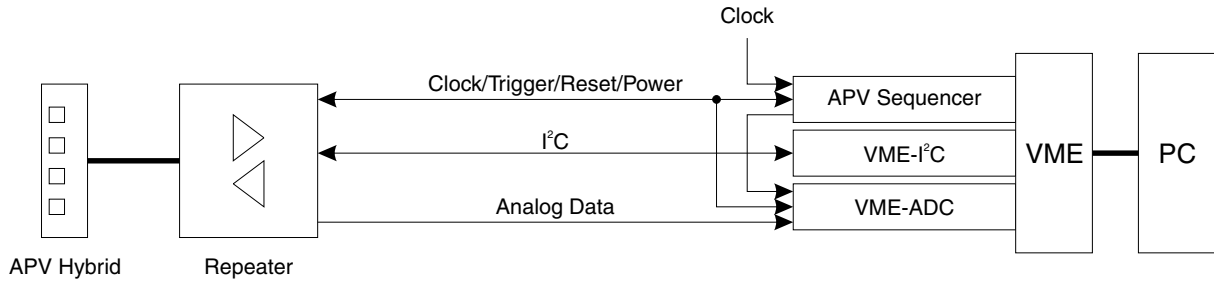 Clock
Clock/Trigger/Reset/Power
APV Sequencer
I²C
VME-I²C
VME
PC
Analog Data
VME-ADC
APV Hybrid
Repeater